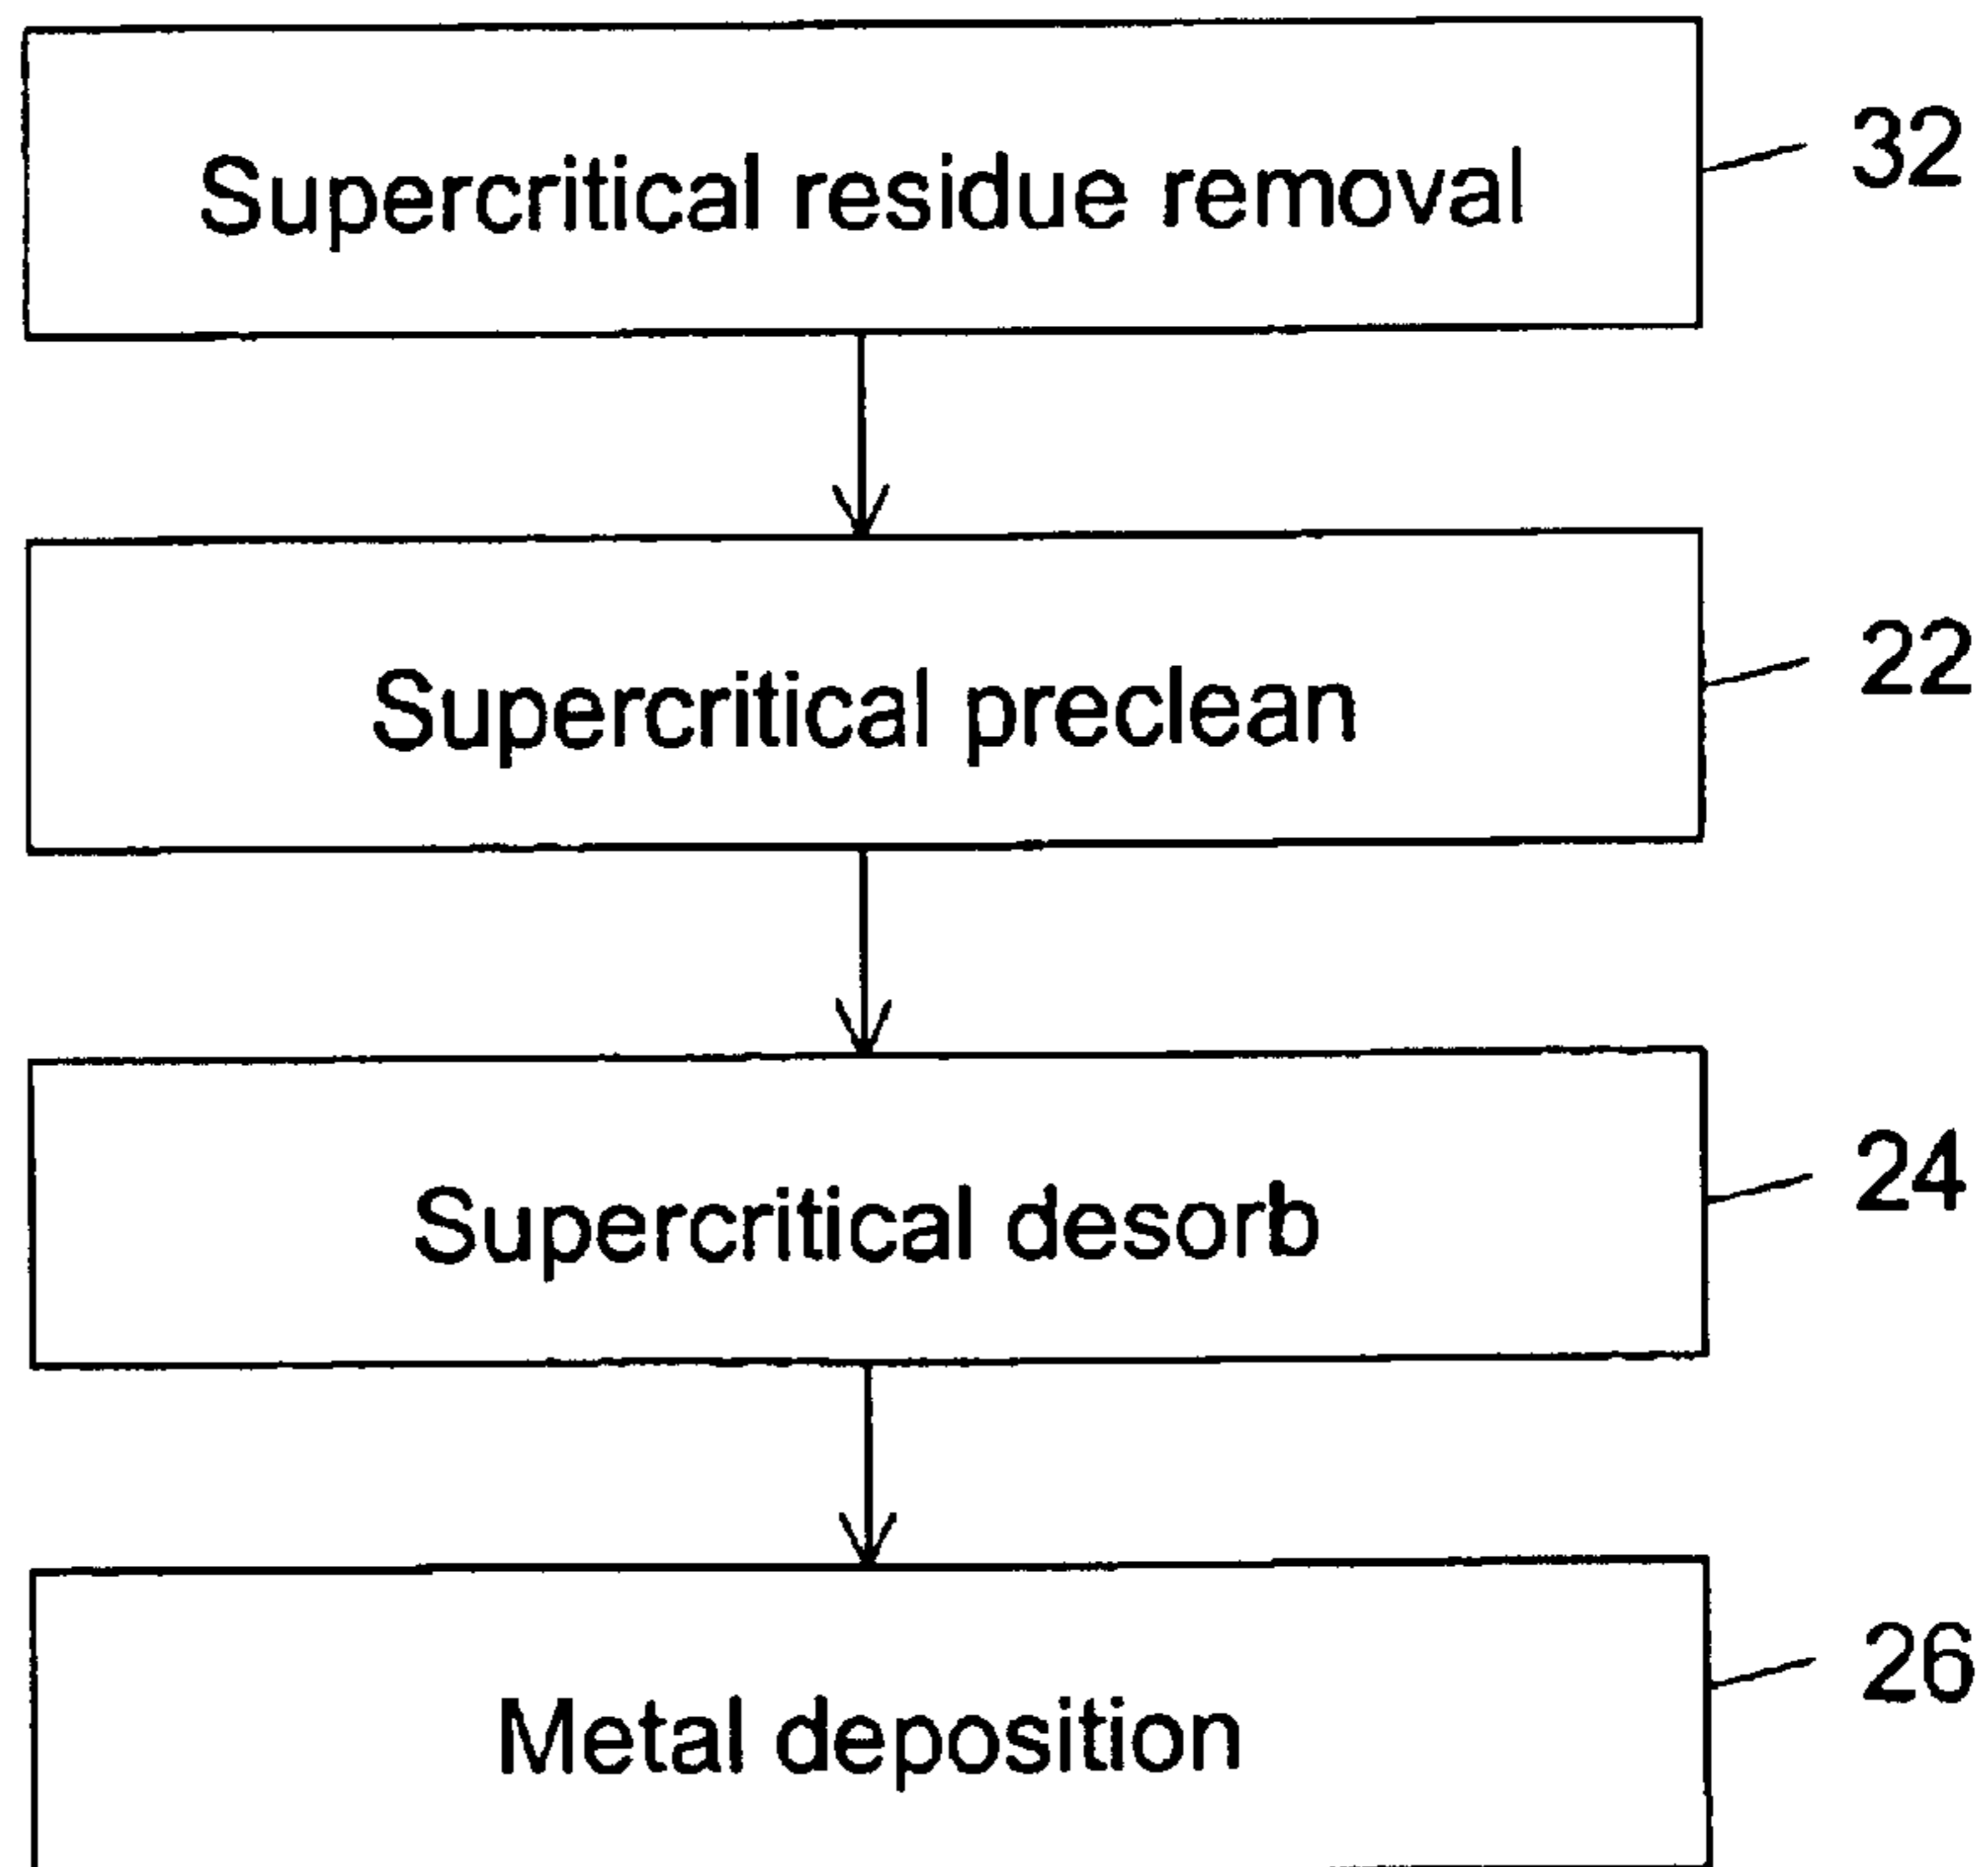 Supercritical residue removal
32
Supercritical preclean
22
Supercritical desorb
24
Metal deposition
26